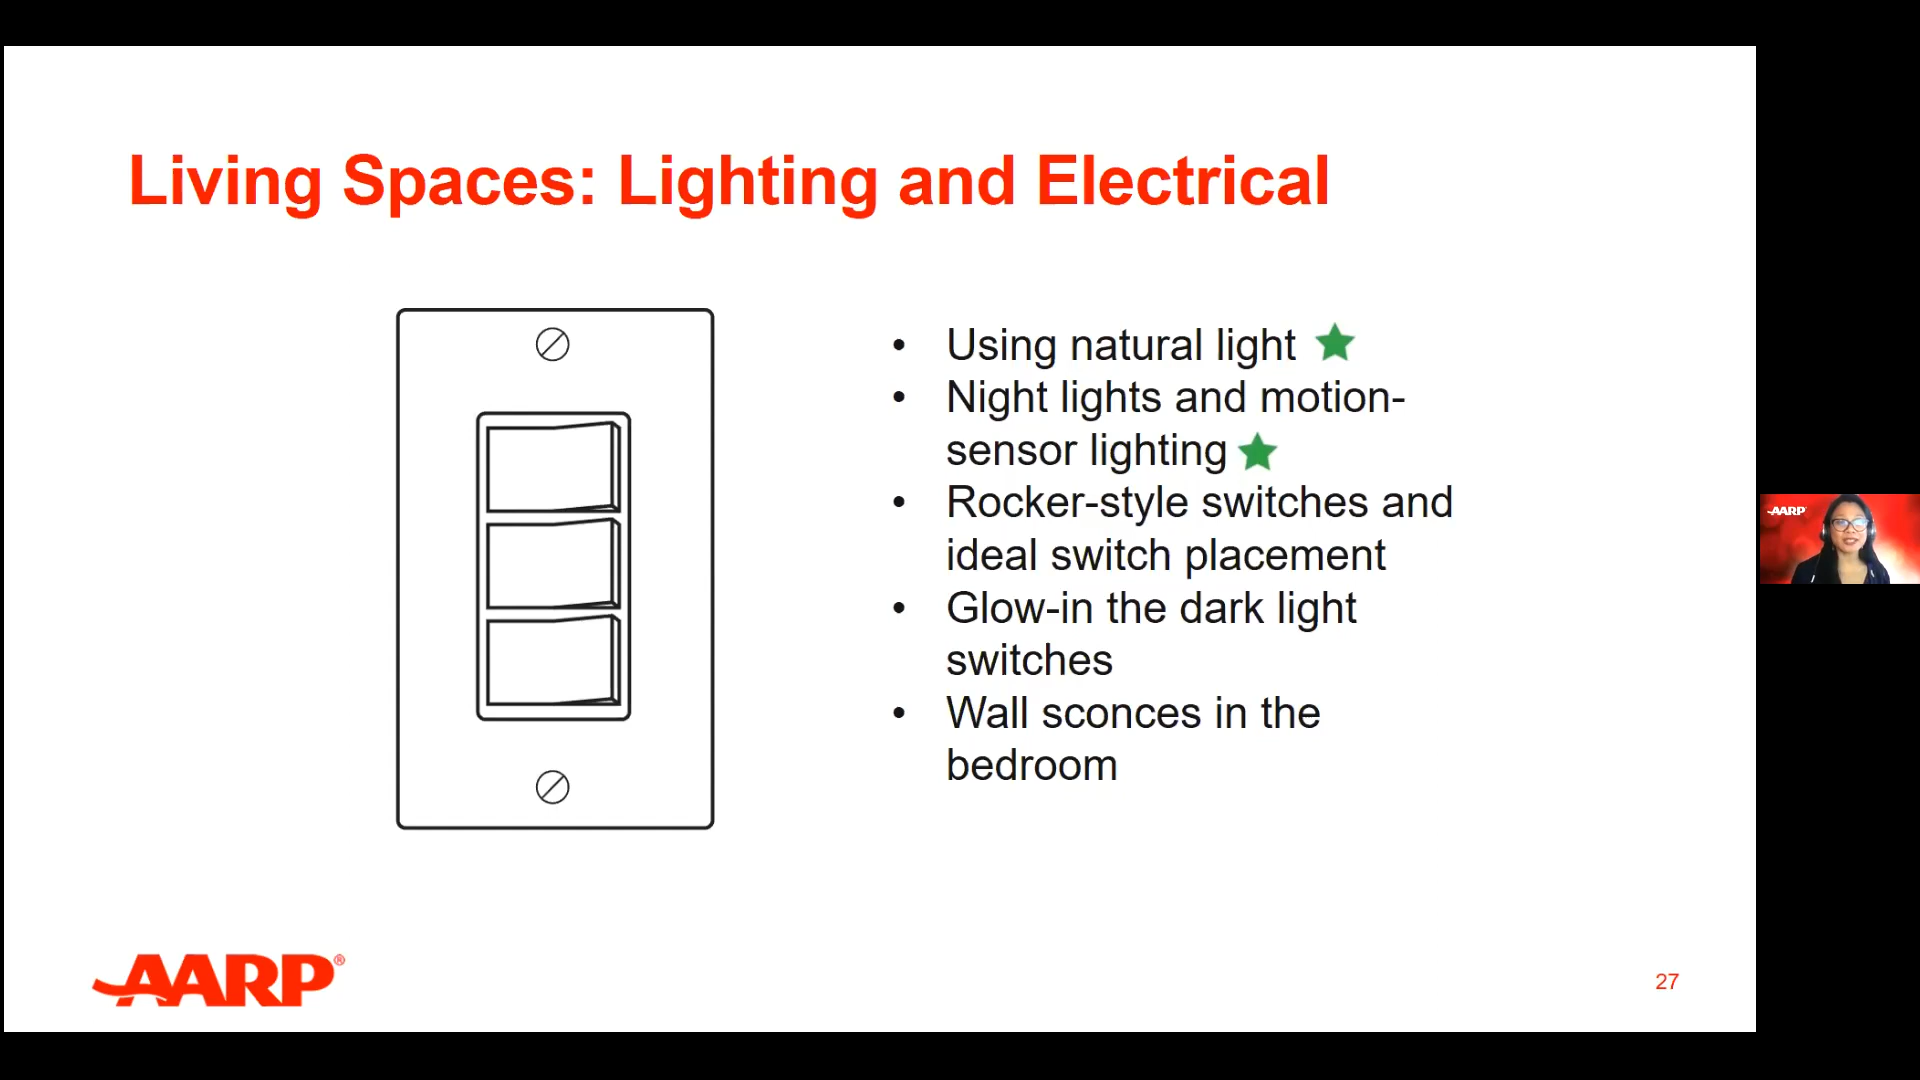 Living Spaces: Lighting and Electrical
• Using natural light
• Night lights and motion-
sensor lighting
• Rocker-style switches and
ideal switch placement
• Glow-in the dark light
switches
• Wall sconces in the
bedroom
AARP®
27
AARP